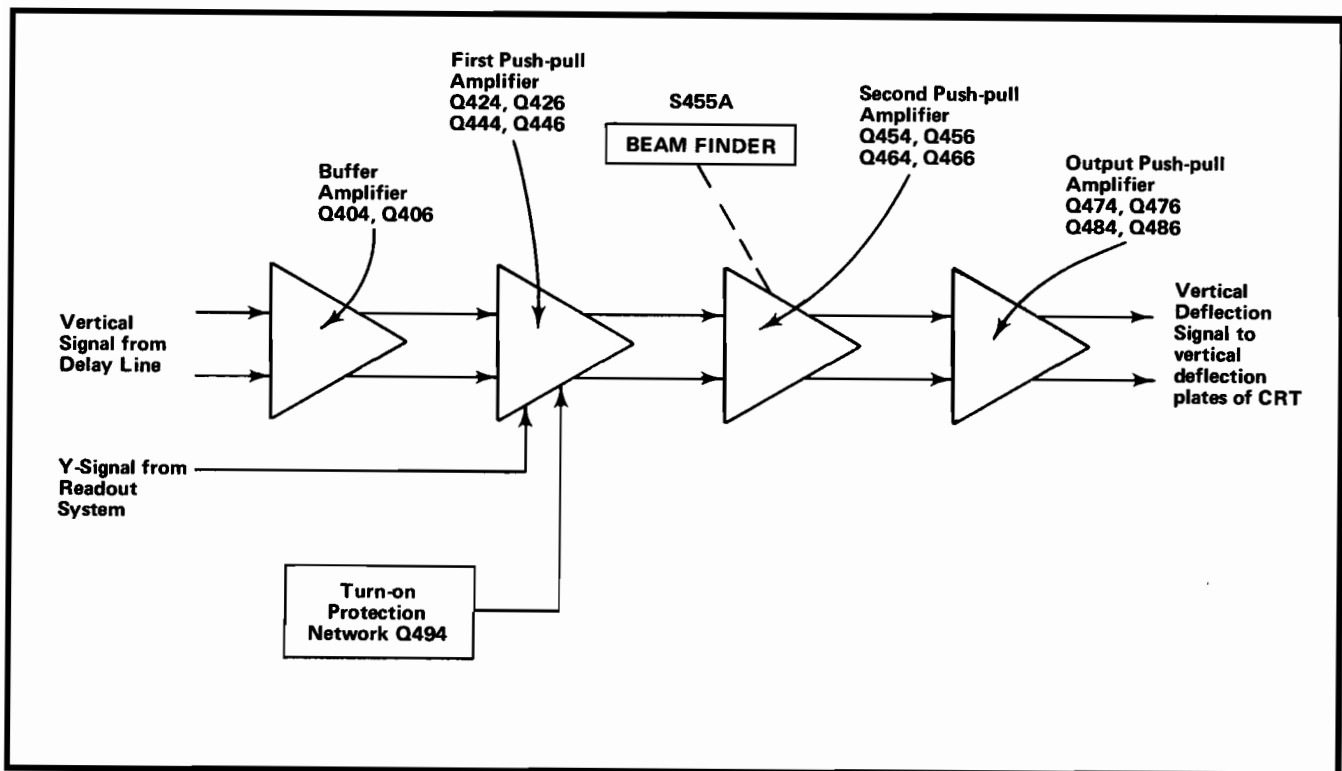 First Push-pull
Amplifier
Q424, Q426
Q444, Q446
S455A
BEAM FINDER
Second Push-pull
Amplifier
Q454, Q456
Q464, Q466
Buffer
Amplifier
Q404, Q406
Output Push-pull
Amplifier
Q474, Q476
Q484, Q486
Vertical
Signal from
Delay Line
Vertical
Deflection
Signal to
vertical
deflection
plates of CRT
Y-Signal from
Readout
System
Turn-on
Protection
Network Q494